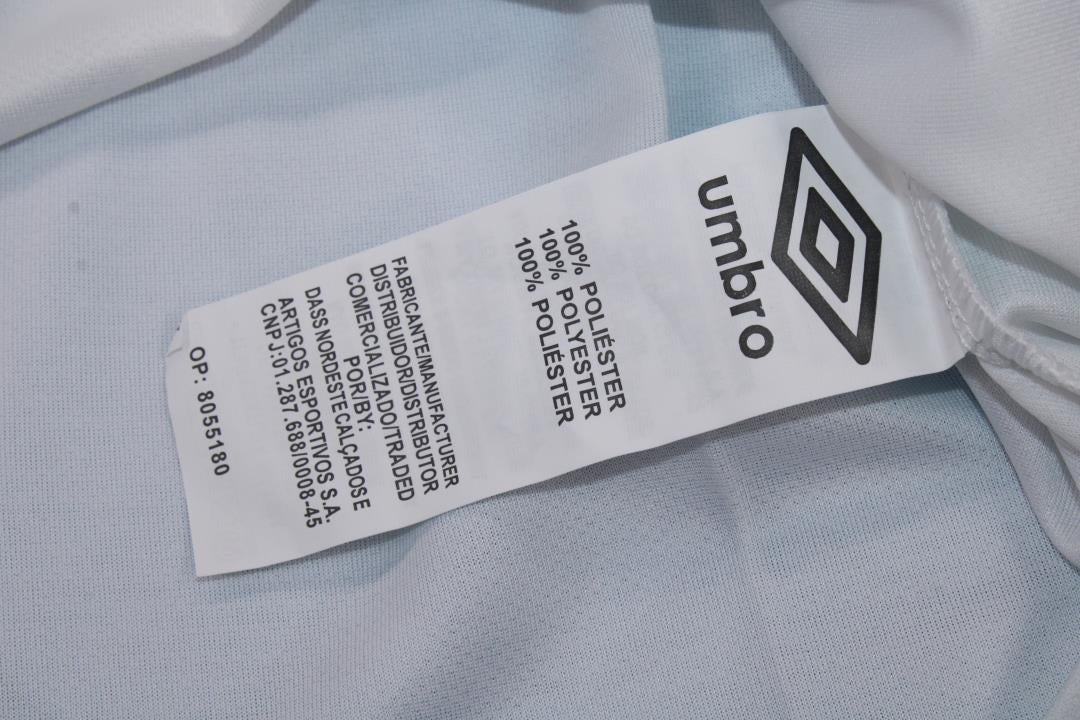 umbro
100% POLIÉSTER
100% POLYESTER
100% POLIÉSTER
FABRICANTE/MANUFACTURER
DISTRIBUIDOR/DISTRIBUTOR
COMERCIALIZADO/TRADED
POR/BY:
DASS NORDESTE CALÇADOS E
ARTIGOS ESPORTIVOS S.A.
CNPJ:01.287.688/0008-45
OP: 8055180